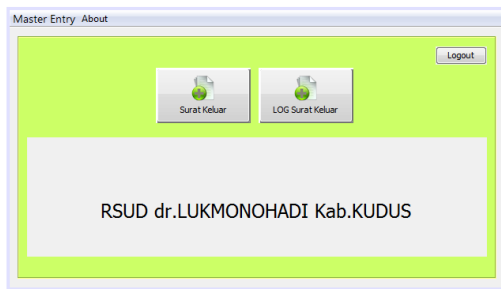 Master Entry About
Logout
Surat Keluar
LOG Surat Keluar
RSUD dr.LUKMONOHADI Kab.KUDUS